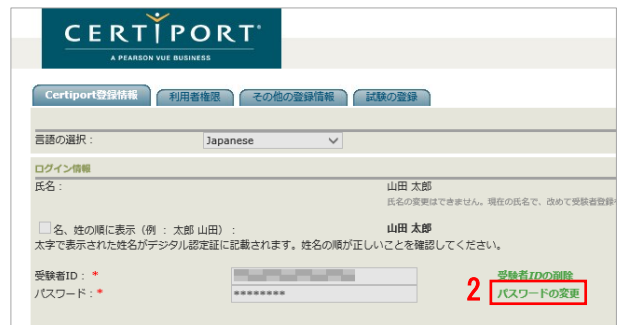 CERTIPORT
A PEARSON VUE BUSINESS
Certiport登録情報 利用者権限 その他の登録情報 試験の登録
言語の選択： Japanese
ログイン情報
氏名： 山田 太郎
氏名の変更はできません。現在の氏名で、改めて受験者登録
名、姓の順に表示（例 ： 太郎 山田）： 山田 太郎
太字で表示された姓名がデジタル認定証に記載されます。姓名の順が正しいことを確認してください。
受験者ID： * 受験者IDの削除
パスワード：* ******** 2 パスワードの変更